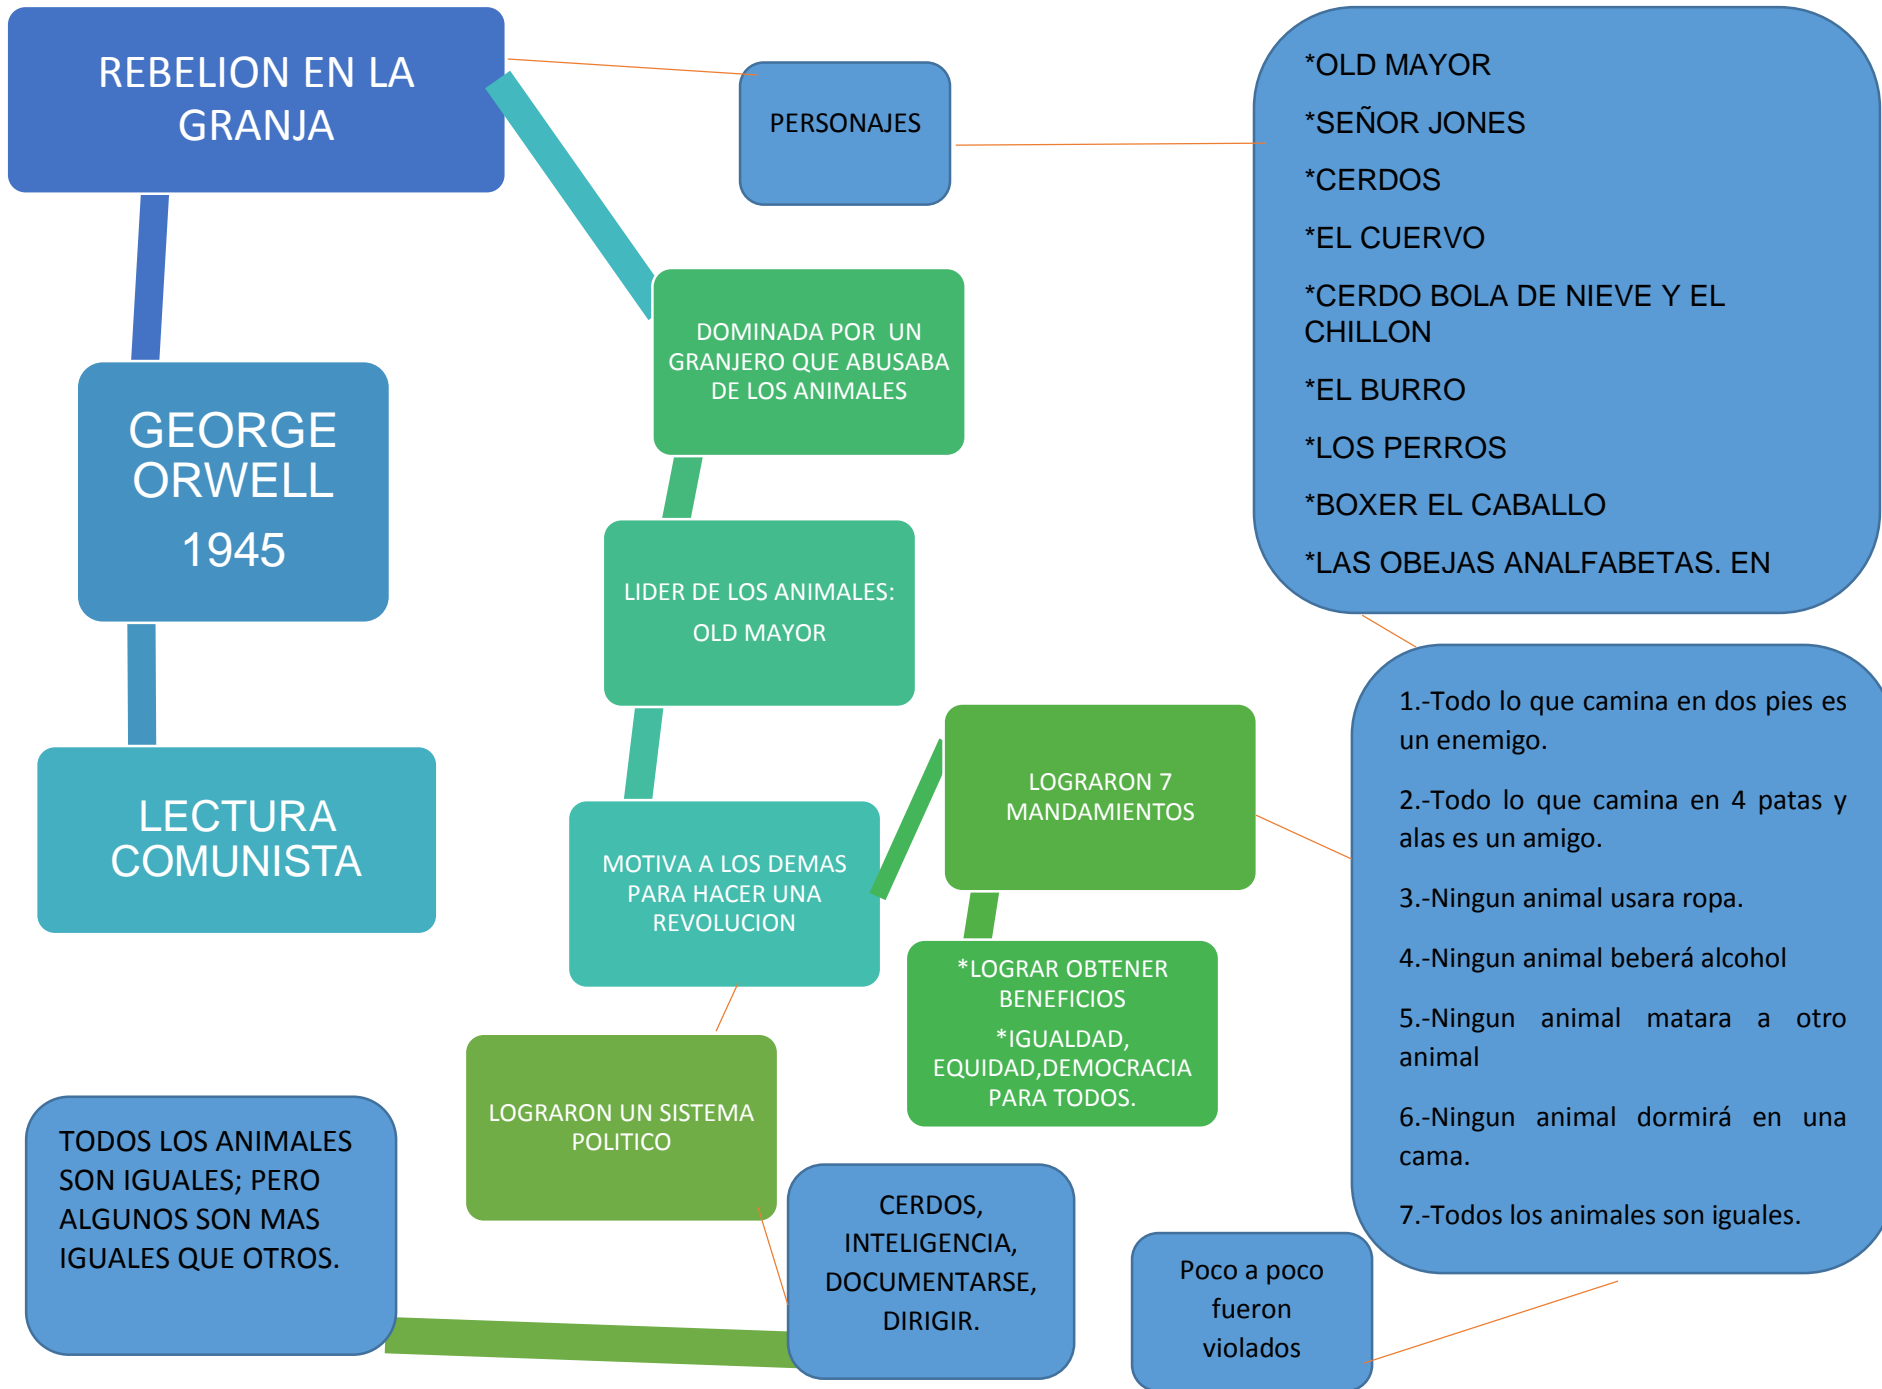 REBELION EN LA
GRANJA
PERSONAJES
*OLD MAYOR
*SEÑOR JONES
*CERDOS
*EL CUERVO
*CERDO BOLA DE NIEVE Y EL
CHILLON
*EL BURRO
*LOS PERROS
*BOXER EL CABALLO
*LAS OBEJAS ANALFABETAS. EN
DOMINADA POR UN
GRANJERO QUE ABUSABA
DE LOS ANIMALES
GEORGE
ORWELL
1945
LIDER DE LOS ANIMALES:
OLD MAYOR
LECTURA
COMUNISTA
MOTIVA A LOS DEMAS
PARA HACER UNA
REVOLUCION
LOGRARON 7
MANDAMIENTOS
1.-Todo lo que camina en dos pies es
un enemigo.
2.-Todo lo que camina en 4 patas y
alas es un amigo.
3.-Ningun animal usara ropa.
4.-Ningun animal beberá alcohol
5.-Ningun animal matara a otro
animal
6.-Ningun animal dormirá en una
cama.
7.-Todos los animales son iguales.
*LOGRAR OBTENER
BENEFICIOS
*IGUALDAD,
EQUIDAD,DEMOCRACIA
PARA TODOS.
LOGRARON UN SISTEMA
POLITICO
TODOS LOS ANIMALES
SON IGUALES; PERO
ALGUNOS SON MAS
IGUALES QUE OTROS.
CERDOS,
INTELIGENCIA,
DOCUMENTARSE,
DIRIGIR.
Poco a poco
fueron
violados